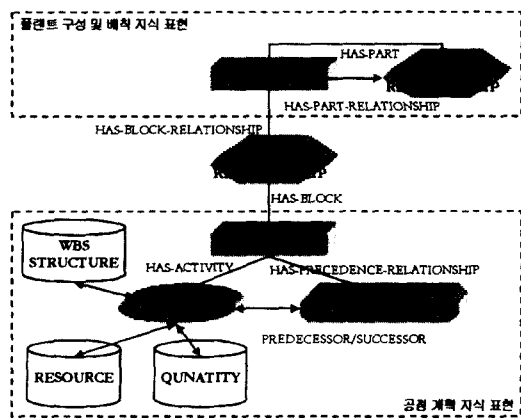 플랜트 구성 및 배치 지식 표현
HAS-PART
HAS-PART-RELATIONSHIP
HAS-BLOCK-RELATIONSHIP
HAS-BLOCK
WBS
STRUCTURE
HAS-ACTIVITY
HAS-PRECEDENCE-RELATIONSHIP
PREDECESSOR/SUCCESSOR
RESOURCE
QUNATITY
공정 계획 지식 표현